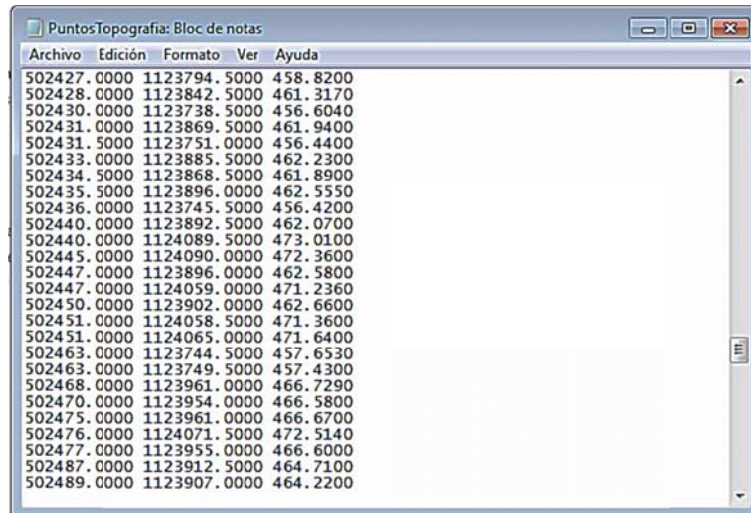 PuntosTopografia: Bloc de notas
Archivo Edición Formato Ver Ayuda
502427.0000 1123794.5000 458.8200
502428.0000 1123842.5000 461.3170
502430.0000 1123738.5000 456.6040
502431.0000 1123869.5000 461.9400
502431.5000 1123751.0000 456.4400
502433.0000 1123885.5000 462.2300
502434.5000 1123868.5000 461.8900
502435.5000 1123896.0000 462.5550
502436.0000 1123745.5000 456.4200
502440.0000 1123892.5000 462.0700
502440.0000 1124089.5000 473.0100
502445.0000 1124090.0000 472.3600
502447.0000 1123896.0000 462.5800
502447.0000 1124059.0000 471.2360
502450.0000 1123902.0000 462.6600
502451.0000 1124058.5000 471.3600
502451.0000 1124065.0000 471.6400
502463.0000 1123744.5000 457.6530
502463.0000 1123749.5000 457.4300
502468.0000 1123961.0000 466.7290
502470.0000 1123954.0000 466.5800
502475.0000 1123961.0000 466.6700
502476.0000 1124071.5000 472.5140
502477.0000 1123955.0000 466.6000
502487.0000 1123912.5000 464.7100
502489.0000 1123907.0000 464.2200